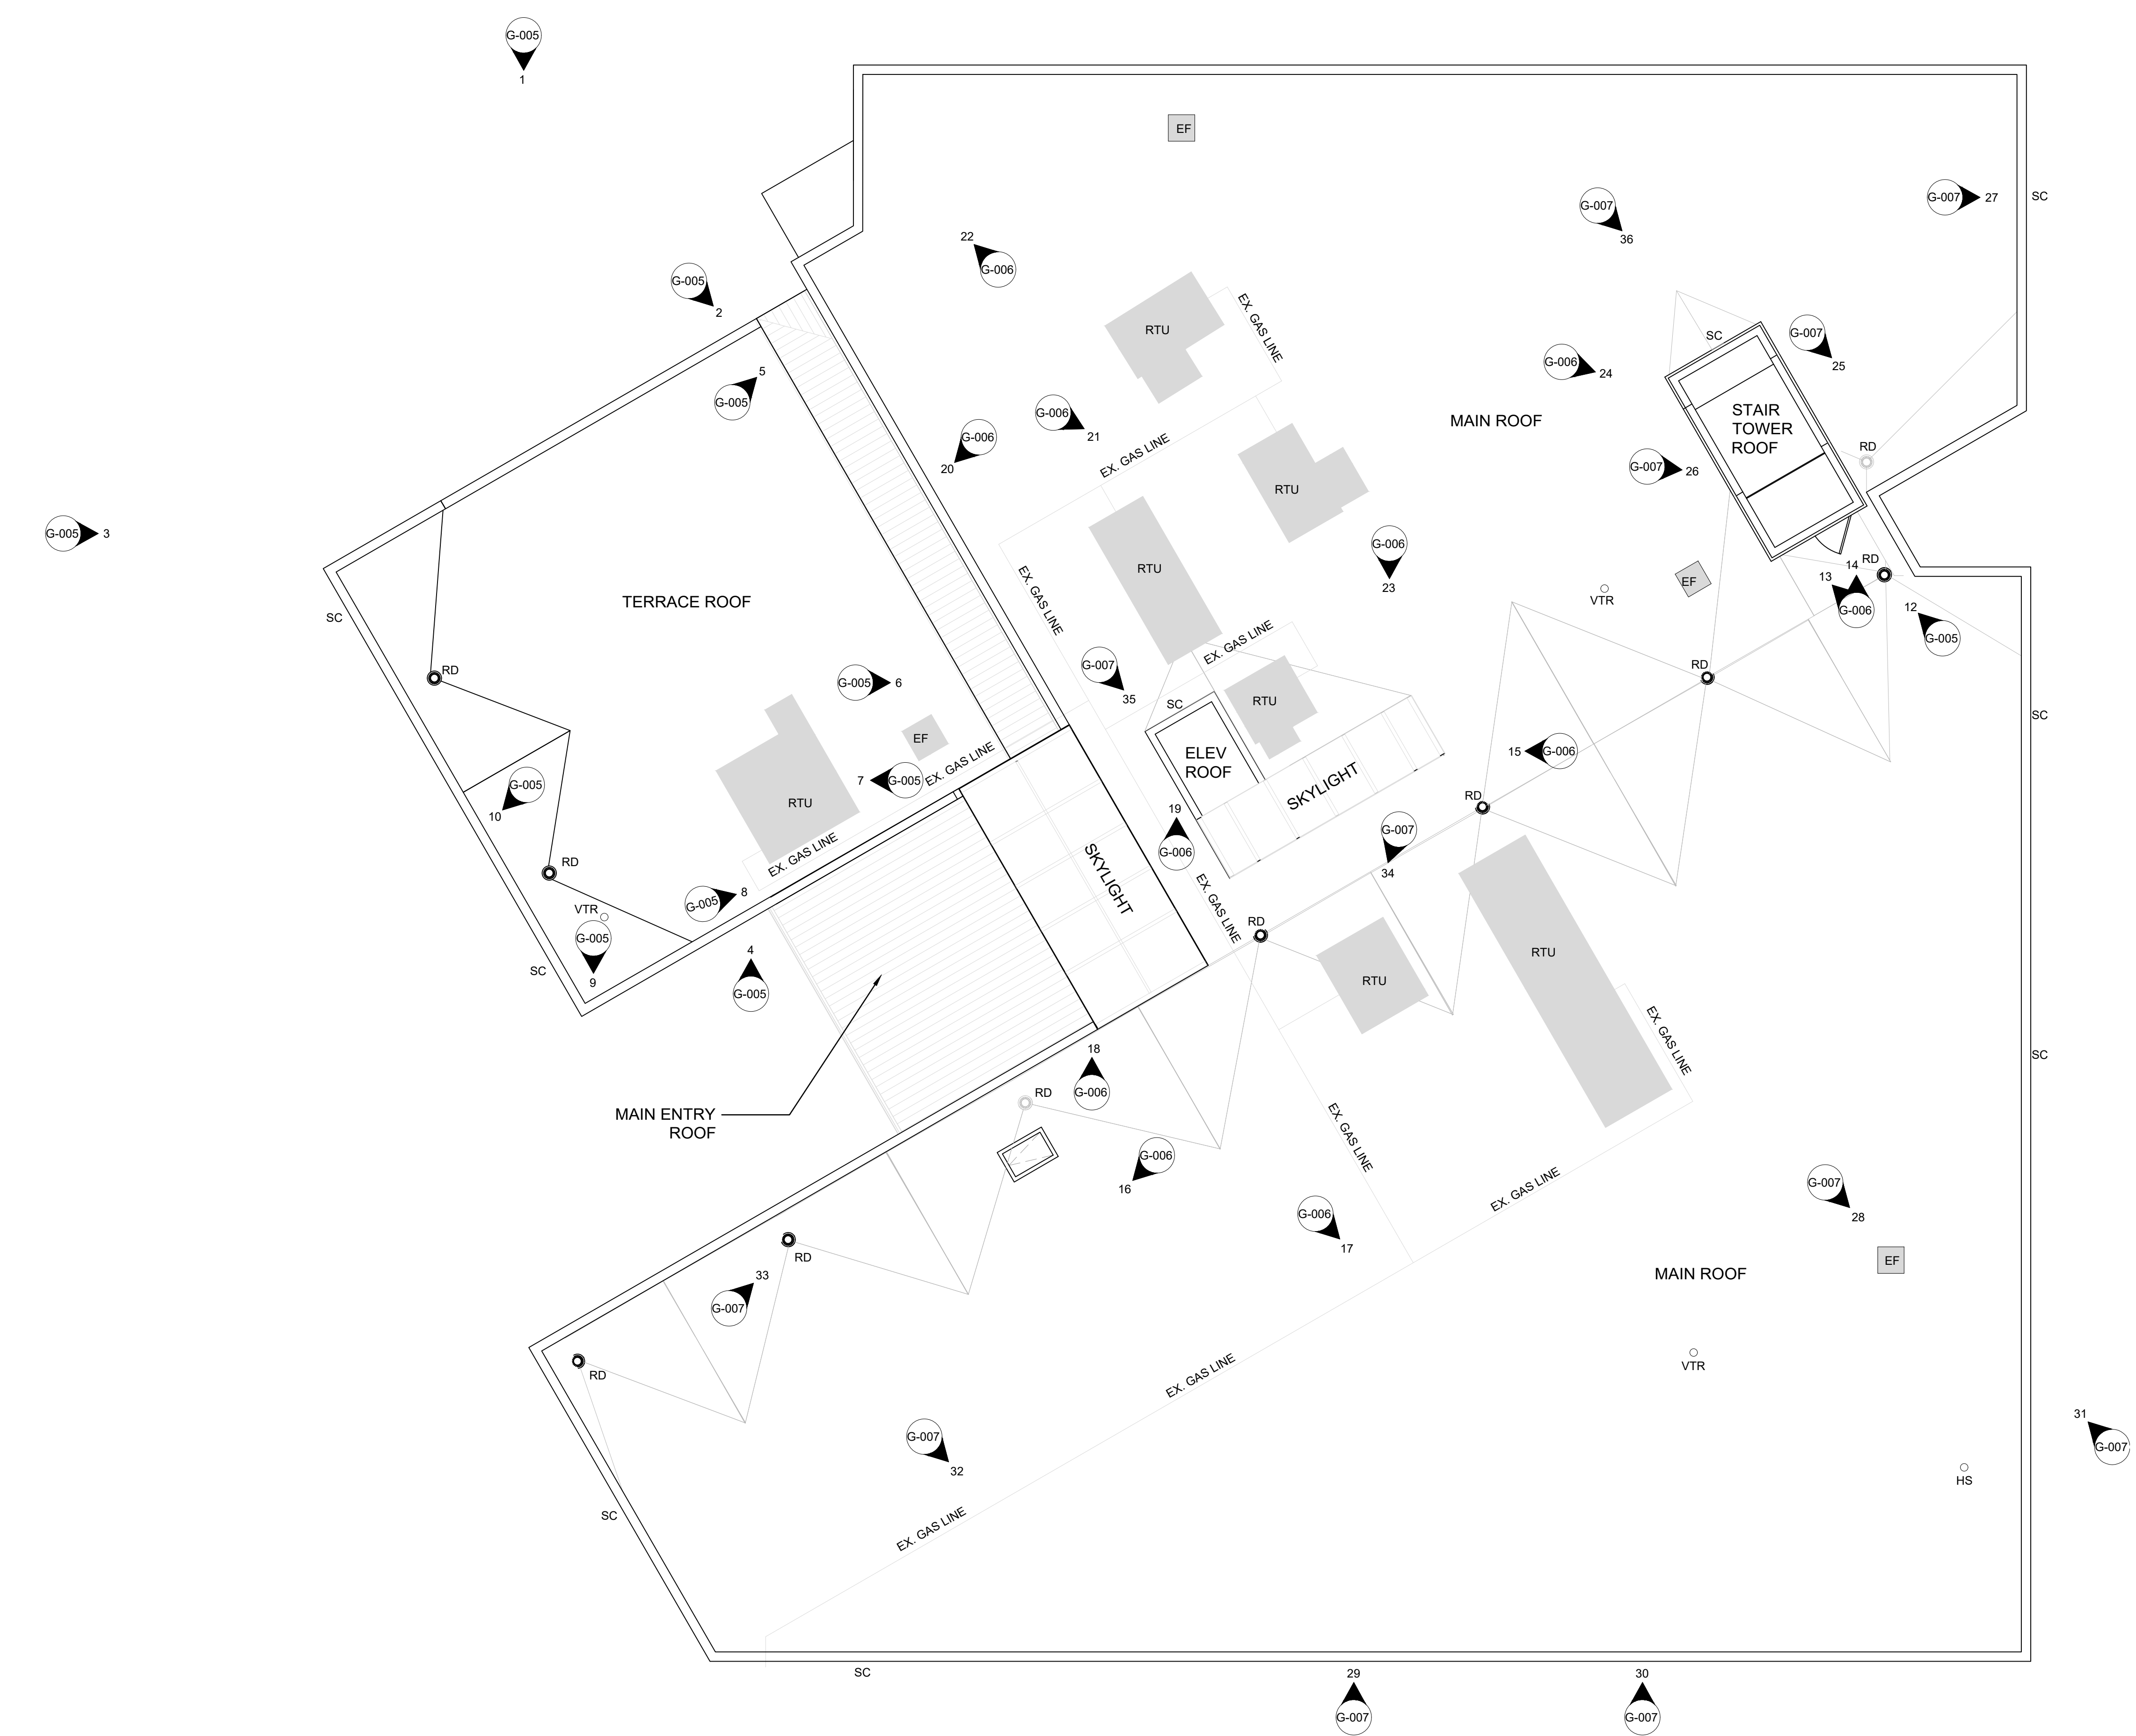 G-005
1
EF
G-007
27
SC
G-007
36
22
G-006
G-005
2
EX. GAS LINE
RTU
SC
G-007
25
G-006
24
5
G-005
G-006
21
MAIN ROOF
STAIR
TOWER
ROOF
G-006
20
EX. GAS LINE
RD
G-007
26
RTU
G-005
3
G-006
23
RTU
EX. GAS LINE
RD
14
13
G-006
EF
VTR
12
G-005
TERRACE ROOF
SC
EX. GAS LINE
G-007
35
RD
RD
G-005
6
SC
RTU
SC
EF
ELEV
ROOF
15
G-006
7
G-005
EX. GAS LINE
SKYLIGHT
G-005
10
RTU
RD
19
G-006
G-007
34
EX. GAS LINE
RD
SKYLIGHT
G-005
8
VTR
G-005
9
EX. GAS LINE
RD
SC
4
G-005
RTU
RTU
EX. GAS LINE
SC
18
G-006
RD
MAIN ENTRY
ROOF
EX. GAS LINE
G-006
16
EX. GAS LINE
G-007
28
G-006
17
RD
EF
33
G-007
MAIN ROOF
RD
EX. GAS LINE
VTR
31
G-007
G-007
32
HS
SC
EX. GAS LINE
SC
29
G-007
30
G-007